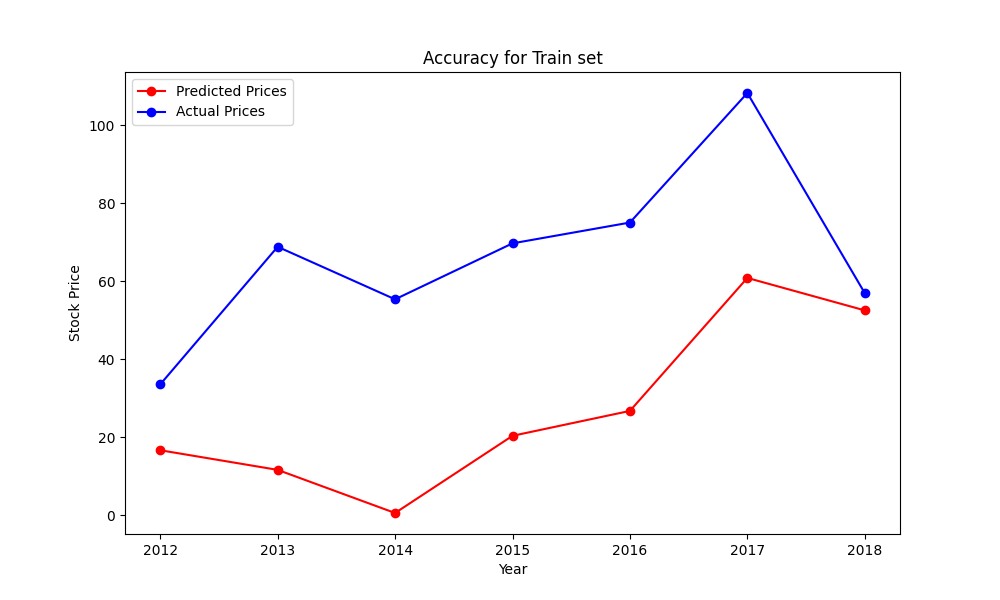 Accuracy for Train set
Predicted Prices
Actual Prices
100
80
60
40
20
0
Stock Price
2012 2013 2014 2015 2016 2017 2018
Year